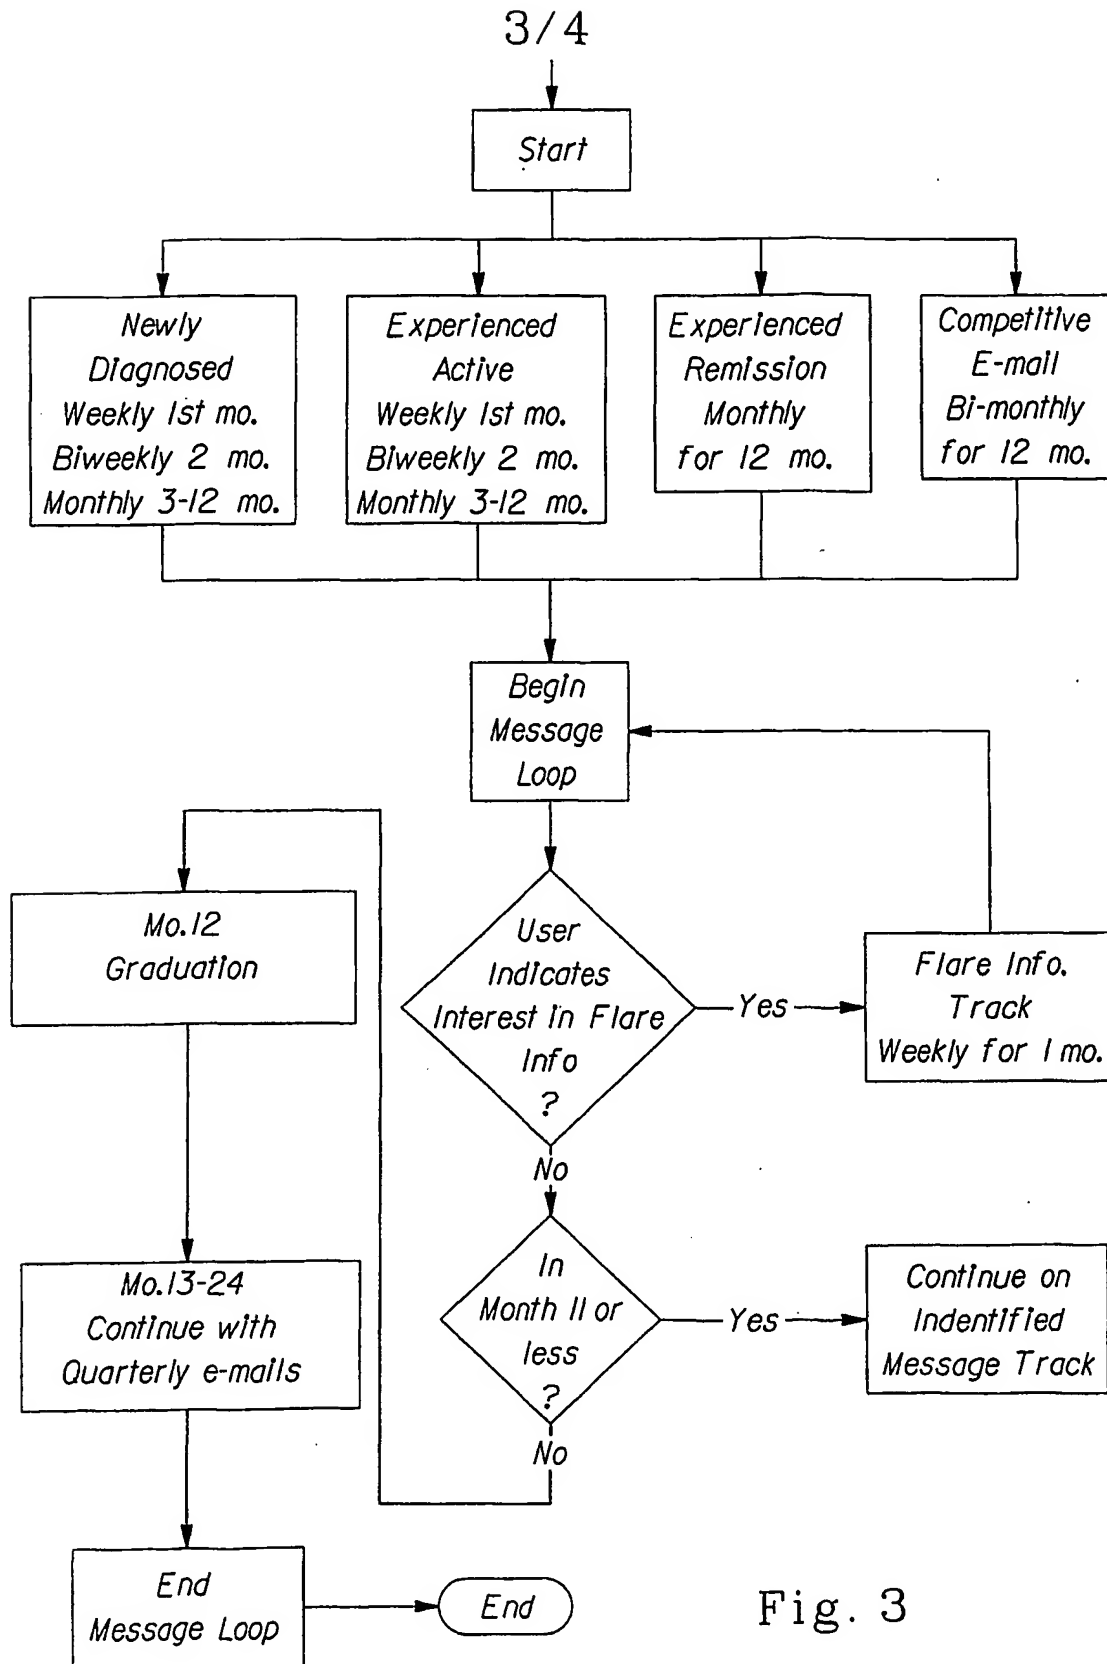 3/4
Start
Newly
Diagnosed
Weekly 1st mo.
Biweekly 2 mo.
Monthly 3-12 mo.
Experienced
Active
Weekly 1st mo.
Biweekly 2 mo.
Monthly 3-12 mo.
Experienced
Remission
Monthly
for 12 mo.
Competitive
E-mail
Bi-monthly
for 12 mo.
Begin
Message
Loop
User
Indicates
Interest in Flare
Info
?
Yes
Flare Info.
Track
Weekly for 1 mo.
No
In
Month 11 or
less
?
Yes
Continue on
Indentified
Message Track
No
Mo.12
Graduation
Mo.13-24
Continue with
Quarterly e-mails
End
Message Loop
End
Fig. 3